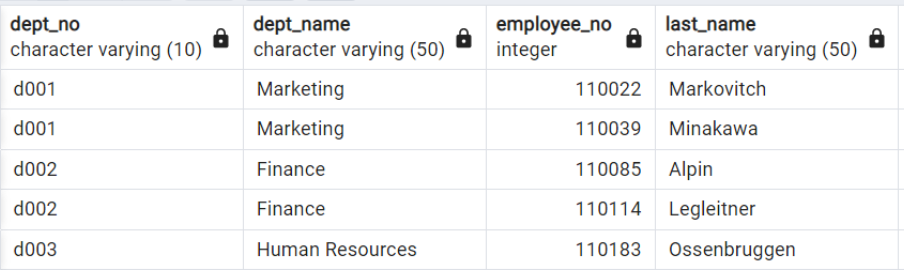 dept_no dept_name employee_no last_name
character varying (10) character varying (50) integer character varying (50)
d001 Marketing 110022 Markovitch
d001 Marketing 110039 Minakawa
d002 Finance 110085 Alpin
d002 Finance 110114 Legleitner
d003 Human Resources 110183 Ossenbruggen